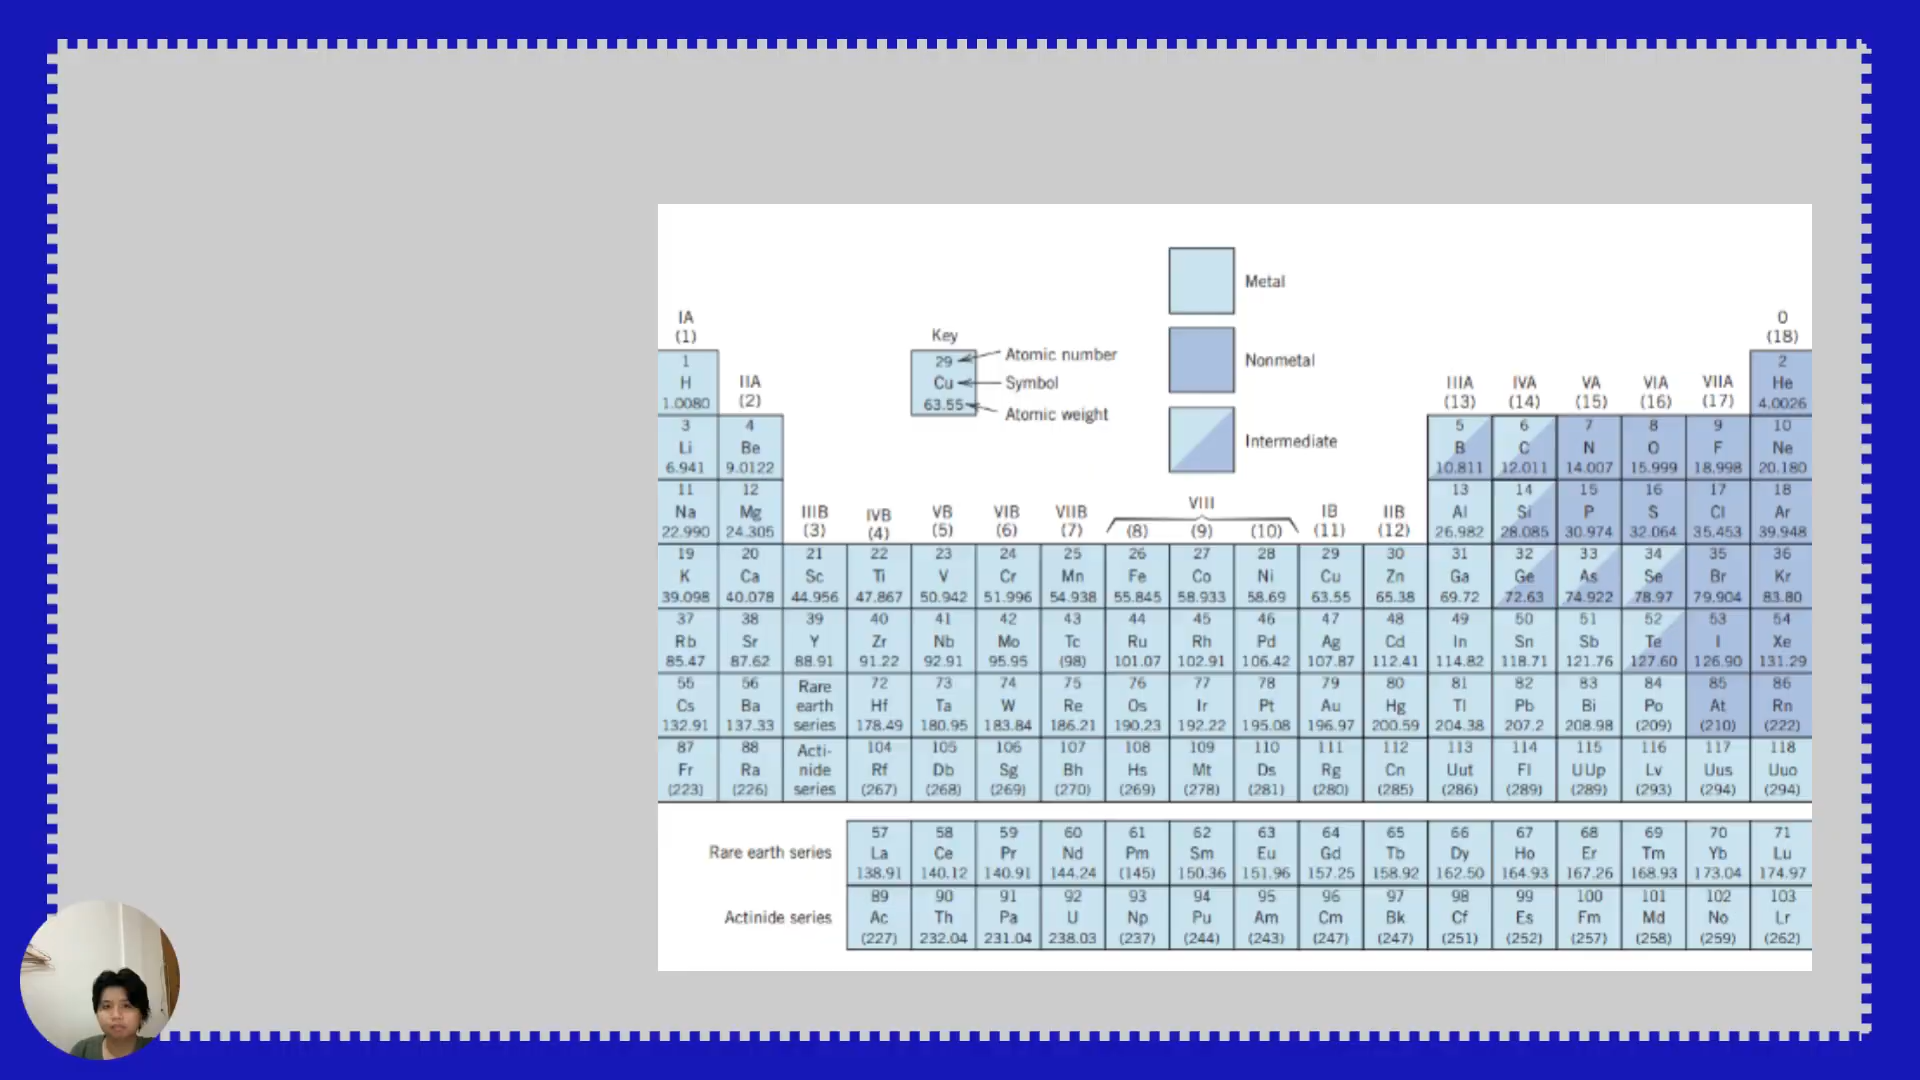 Metal
IA
0
(1)
Key
(18)
1
29
Atomic number
Nonmetal
2
H
IIA
Cu
Symbol
IIIA
IVA
VA
VIA
VIIA
He
1.0080
(2)
63.55
Atomic weight
(13)
(14)
(15)
(16)
(17)
4.0026
3
4
5
6
7
8
9
10
Li
Be
Intermediate
B
C
N
O
F
Ne
6.941
9.0122
10.811
12.011
14.007
15.999
18.998
20.180
11
12
VIII
13
14
15
16
17
18
Na
Mg
IIIB
IVB
VB
VIB
VIIB
IB
IIB
Al
Si
P
S
Cl
Ar
22.990
24.305
(3)
(4)
(5)
(6)
(7)
(8)
(9)
(10)
(11)
(12)
26.982
28.085
30.974
32.064
35.453
39.948
19 20 21 22 23 24 25 26 27 28 29 30 31 32 33 34 35 36
K Ca Sc Ti V Cr Mn Fe Co Ni Cu Zn Ga Ge As Se Br Kr
39.098 40.078 44.956 47.867 50.942 51.996 54.938 55.845 58.933 58.69 63.55 65.38 69.72 72.63 74.922 78.97 79.904 83.80
37 38 39 40 41 42 43 44 45 46 47 48 49 50 51 52 53 54
Rb Sr Y Zr Nb Mo Tc Ru Rh Pd Ag Cd In Sn Sb Te I Xe
85.47 87.62 88.91 91.22 92.91 95.95 (98) 101.07 102.91 106.42 107.87 112.41 114.82 118.71 121.76 127.60 126.90 131.29
55 56 Rare 72 73 74 75 76 77 78 79 80 81 82 83 84 85 86
Cs Ba earth Hf Ta W Re Os Ir Pt Au Hg Tl Pb Bi Po At Rn
132.91 137.33 series 178.49 180.95 183.84 186.21 190.23 192.22 195.08 196.97 200.59 204.38 207.2 208.98 (209) (210) (222)
87 88 Acti- 104 105 106 107 108 109 110 111 112 113 114 115 116 117 118
Fr Ra nide Rf Db Sg Bh Hs Mt Ds Rg Cn Uut Fl UUp Lv Uus Uuo
(223) (226) series (267) (268) (269) (270) (269) (278) (281) (280) (285) (286) (289) (289) (293) (294) (294)
57 58 59 60 61 62 63 64 65 66 67 68 69 70 71
Rare earth series La Ce Pr Nd Pm Sm Eu Gd Tb Dy Ho Er Tm Yb Lu
138.91 140.12 140.91 144.24 (145) 150.36 151.96 157.25 158.92 162.50 164.93 167.26 168.93 173.04 174.97
89 90 91 92 93 94 95 96 97 98 99 100 101 102 103
Actinide series Ac Th Pa U Np Pu Am Cm Bk Cf Es Fm Md No Lr
(227) 232.04 231.04 238.03 (237) (244) (243) (247) (247) (251) (252) (257) (258) (259) (262)